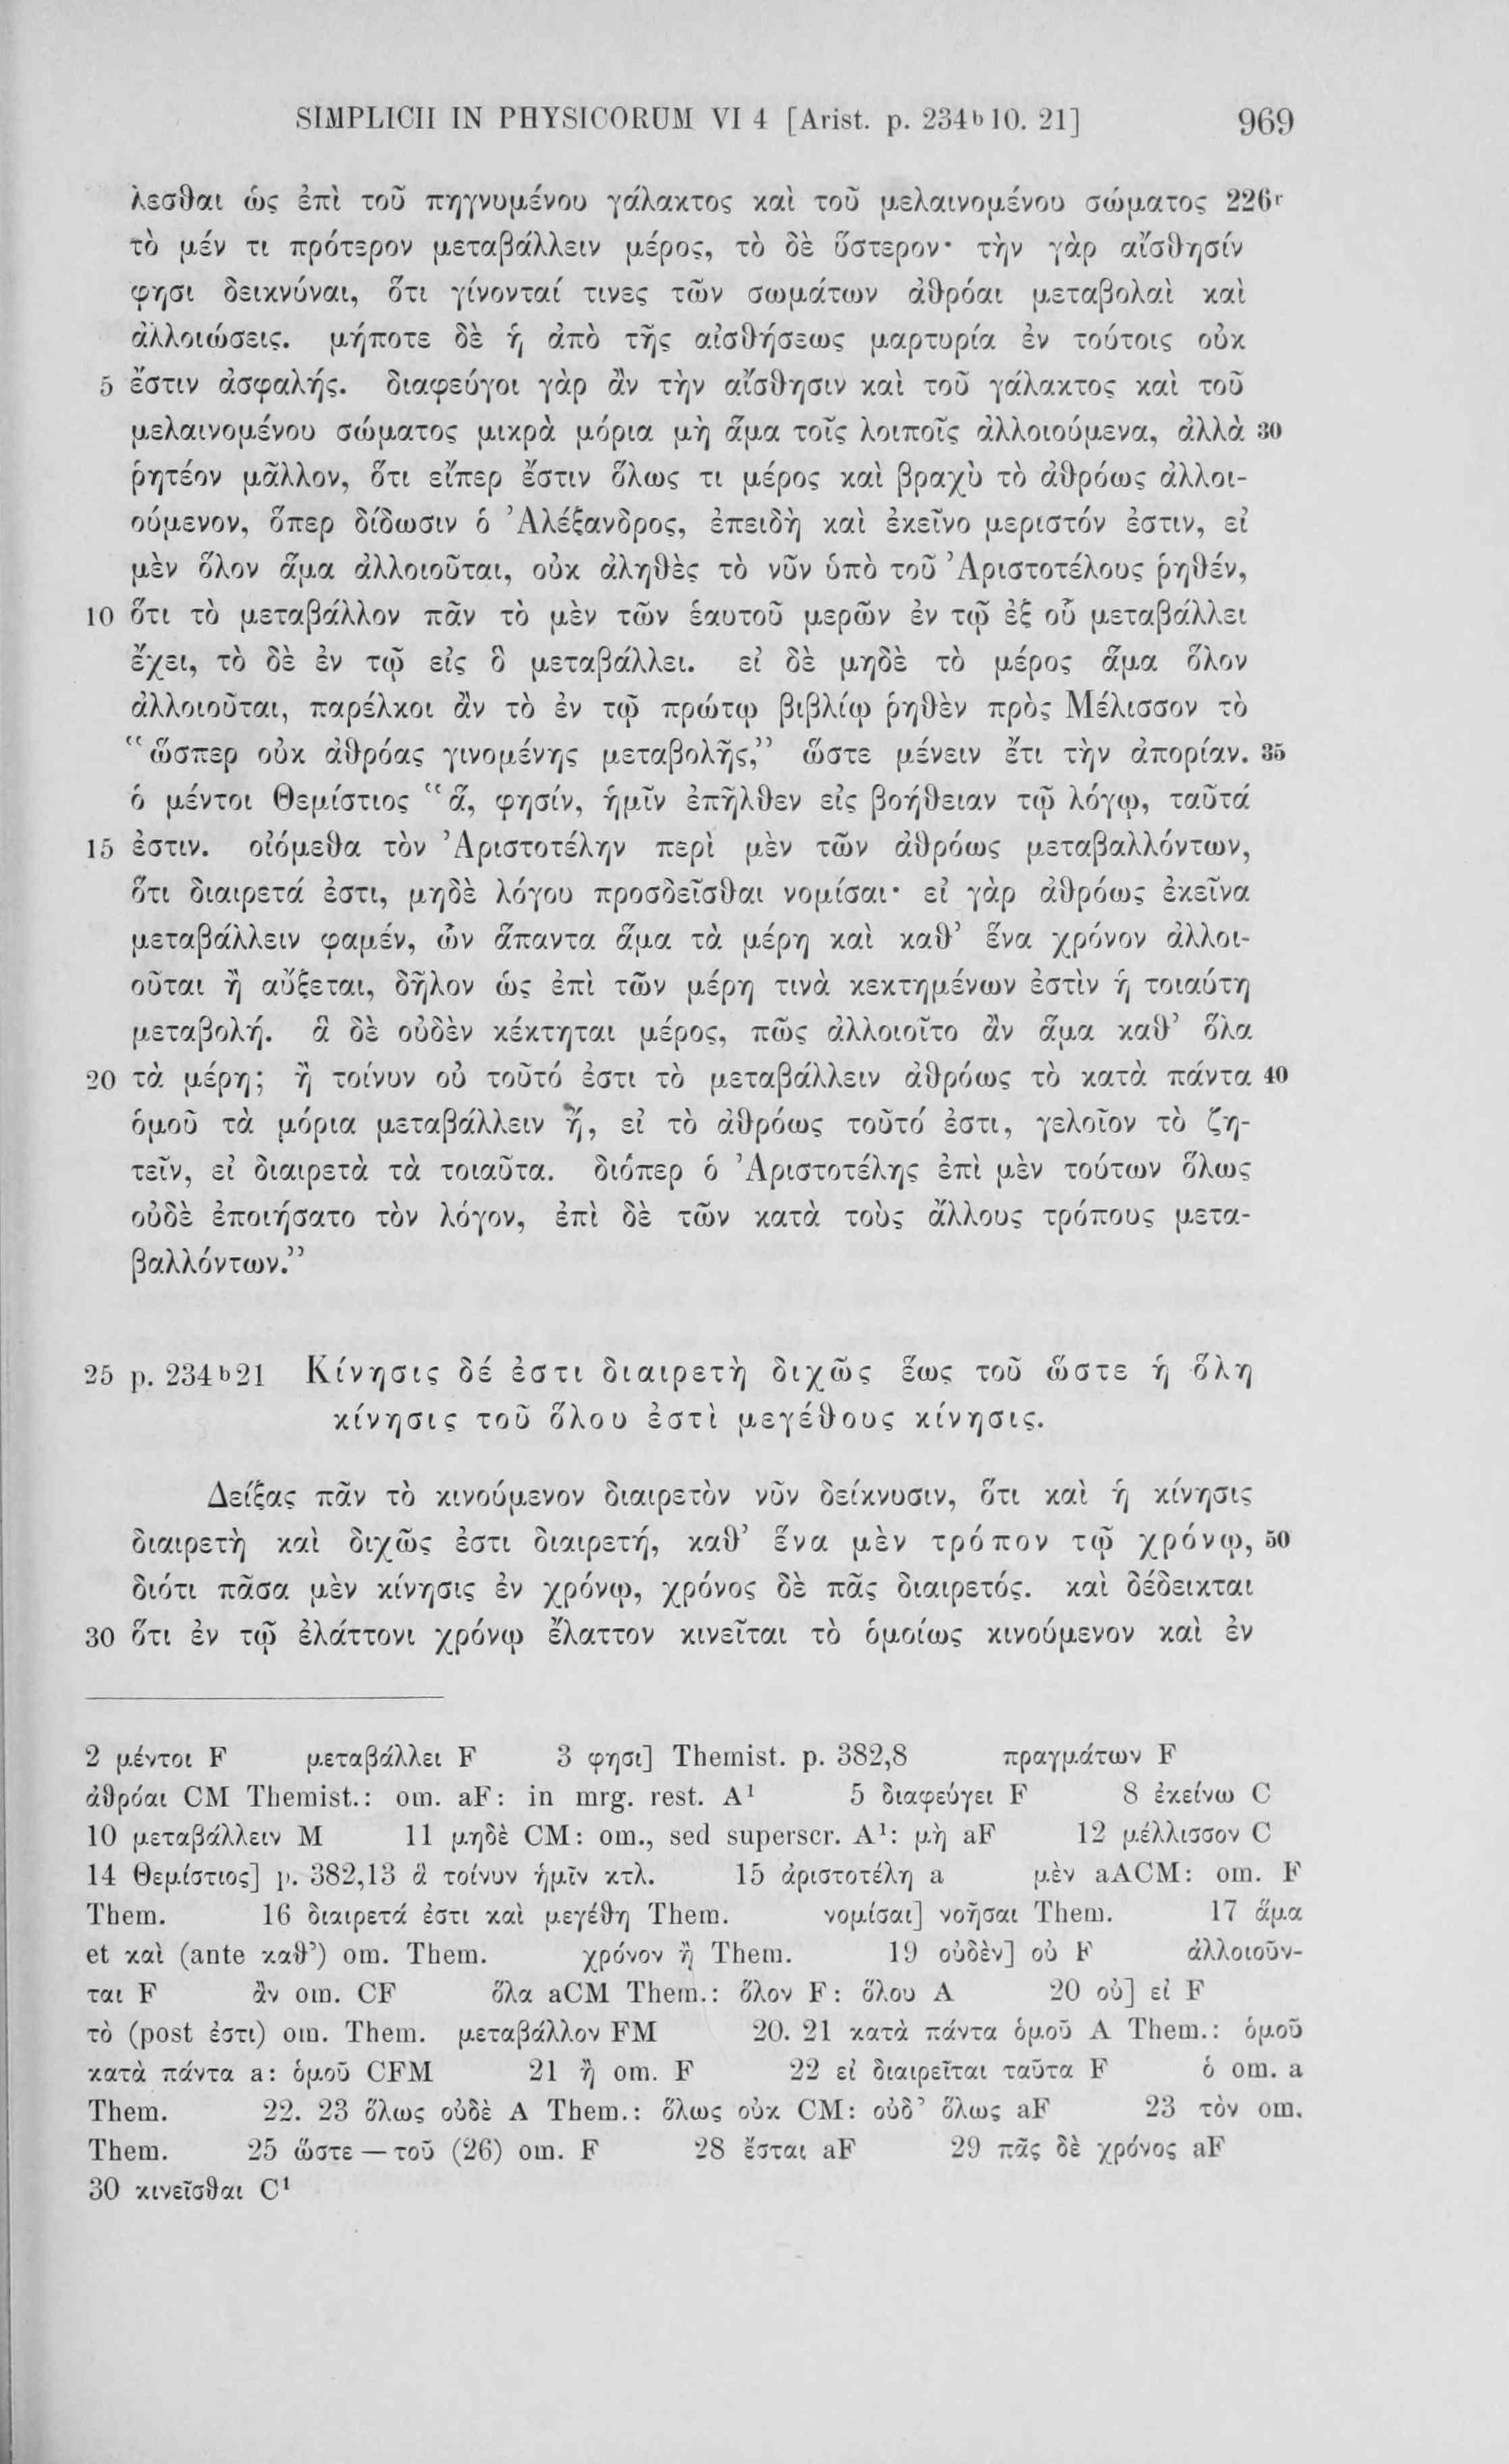 SIMPLICII IN PHYSICORUM VI 4 [Arist. p. 234ᵇ10. 21] 969
λεσθαι ὡς ἐπὶ τοῦ πηγνυμένου γάλακτος καὶ τοῦ μελαινομένου σώματος 226ʳ
τὸ μέν τι πρότερον μεταβάλλειν μέρος, τὸ δὲ ὕστερον· τὴν γὰρ αἴσθησίν
φησι δεικνύναι, ὅτι γίνονταί τινες τῶν σωμάτων ἀθρόαι μεταβολαὶ καὶ
ἀλλοιώσεις. μήποτε δὲ ἡ ἀπὸ τῆς αἰσθήσεως μαρτυρία ἐν τούτοις οὐκ
5 ἔστιν ἀσφαλής. διαφεύγοι γὰρ ἂν τὴν αἴσθησιν καὶ τοῦ γάλακτος καὶ τοῦ
μελαινομένου σώματος μικρὰ μόρια μὴ ἅμα τοῖς λοιποῖς ἀλλοιούμενα, ἀλλὰ 30
ῥητέον μᾶλλον, ὅτι εἴπερ ἔστιν ὅλως τι μέρος καὶ βραχὺ τὸ ἀθρόως ἀλλοι-
ούμενον, ὅπερ δίδωσιν ὁ Ἀλέξανδρος, ἐπειδὴ καὶ ἐκεῖνο μεριστόν ἐστιν, εἰ
μὲν ὅλον ἅμα ἀλλοιοῦται, οὐκ ἀληθὲς τὸ νῦν ὑπὸ τοῦ Ἀριστοτέλους ῥηθέν,
10 ὅτι τὸ μεταβάλλον πᾶν τὸ μὲν τῶν ἑαυτοῦ μερῶν ἐν τῷ ἐξ οὗ μεταβάλλει
ἔχει, τὸ δὲ ἐν τῷ εἰς ὃ μεταβάλλει. εἰ δὲ μηδὲ τὸ μέρος ἅμα ὅλον
ἀλλοιοῦται, παρέλκοι ἂν τὸ ἐν τῷ πρώτῳ βιβλίῳ ῥηθὲν πρὸς Μέλισσον τὸ
“ὥσπερ οὐκ ἀθρόας γινομένης μεταβολῆς,” ὥστε μένειν ἔτι τὴν ἀπορίαν. 35
ὁ μέντοι Θεμίστιος “ἅ, φησίν, ἡμῖν ἐπῆλθεν εἰς βοήθειαν τῷ λόγῳ, ταῦτά
15 ἐστιν. οἰόμεθα τὸν Ἀριστοτέλην περὶ μὲν τῶν ἀθρόως μεταβαλλόντων,
ὅτι διαιρετά ἐστι, μηδὲ λόγου προσδεῖσθαι νομίσαι· εἰ γὰρ ἀθρόως ἐκεῖνα
μεταβάλλειν φαμέν, ὧν ἅπαντα ἅμα τὰ μέρη καὶ καθ’ ἕνα χρόνον ἀλλοι-
οῦται ἢ αὔξεται, δῆλον ὡς ἐπὶ τῶν μέρη τινὰ κεκτημένων ἐστὶν ἡ τοιαύτη
μεταβολή. ἃ δὲ οὐδὲν κέκτηται μέρος, πῶς ἀλλοιοῖτο ἂν ἅμα καθ’ ὅλα
20 τὰ μέρη; ἢ τοίνυν οὐ τοῦτό ἐστι τὸ μεταβάλλειν ἀθρόως τὸ κατὰ πάντα 40
ὁμοῦ τὰ μόρια μεταβάλλειν ἤ, εἰ τὸ ἀθρόως τοῦτό ἐστι, γελοῖον τὸ ζη-
τεῖν, εἰ διαιρετὰ τὰ τοιαῦτα. διόπερ ὁ Ἀριστοτέλης ἐπὶ μὲν τούτων ὅλως
οὐδὲ ἐποιήσατο τὸν λόγον, ἐπὶ δὲ τῶν κατὰ τοὺς ἄλλους τρόπους μετα-
βαλλόντων.”
25 p. 234ᵇ21 Κίνησις δέ ἐστι διαιρετὴ διχῶς ἕως τοῦ ὥστε ἡ ὅλη
κίνησις τοῦ ὅλου ἐστὶ μεγέθους κίνησις.
Δείξας πᾶν τὸ κινούμενον διαιρετὸν νῦν δείκνυσιν, ὅτι καὶ ἡ κίνησις
διαιρετὴ καὶ διχῶς ἐστι διαιρετή, καθ’ ἕνα μὲν τρόπον τῷ χρόνῳ, 50
διότι πᾶσα μὲν κίνησις ἐν χρόνῳ, χρόνος δὲ πᾶς διαιρετός. καὶ δέδεικται
30 ὅτι ἐν τῷ ἐλάττονι χρόνῳ ἔλαττον κινεῖται τὸ ὁμοίως κινούμενον καὶ ἐν
2 μέντοι F μεταβάλλει F 3 φησι] Themist. p. 382,8 πραγμάτων F
ἀθρόαι CM Themist.: om. aF: in mrg. rest. A¹ 5 διαφεύγει F 8 ἐκείνω C
10 μεταβάλλειν M 11 μηδὲ CM: om., sed superscr. A¹: μὴ aF 12 μέλλισσον C
14 Θεμίστιος] p. 382,13 ἃ τοίνυν ἡμῖν κτλ. 15 ἀριστοτέλη a μὲν aACM: om. F
Them. 16 διαιρετά ἐστι καὶ μεγέθη Them. νομίσαι] νοῆσαι Them. 17 ἅμα
et καὶ (ante καθ’) om. Them. χρόνον ἢ Them. 19 οὐδὲν] οὐ F ἀλλοιοῦν-
ται F ἂν om. CF ὅλα aCM Them.: ὅλον F: ὅλου A 20 οὐ] εἰ F
τὸ (post ἐστι) om. Them. μεταβάλλον FM 20. 21 κατὰ πάντα ὁμοῦ A Them.: ὁμοῦ
κατὰ πάντα a: ὁμοῦ CFM 21 ἢ om. F 22 εἰ διαιρεῖται ταῦτα F ὁ om. a
Them. 22. 23 ὅλως οὐδὲ A Them.: ὅλως οὐκ CM: οὐδ’ ὅλως aF 23 τὸν om.
Them. 25 ὥστε — τοῦ (26) om. F 28 ἔσται aF 29 πᾶς δὲ χρόνος aF
30 κινεῖσθαι C¹